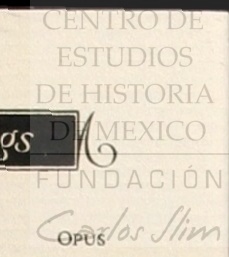 CENTRO DE
ESTUDIOS
DE HISTORIA
DE MEXICO
gs
FUNDACIÓN
Carlos Slim
OPUS